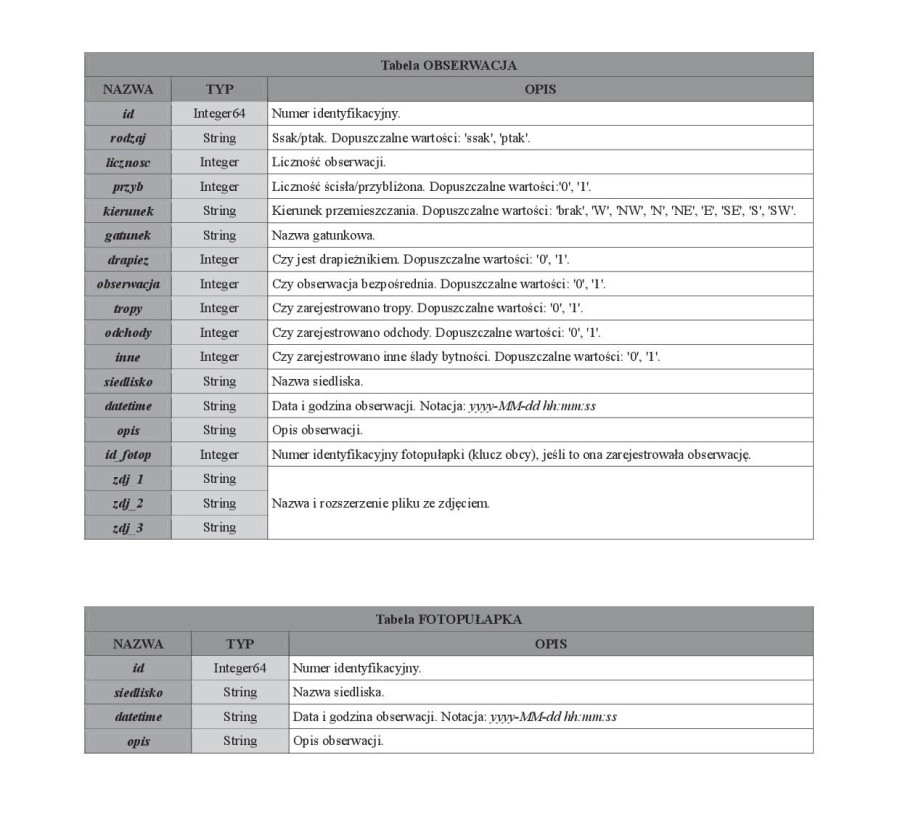 Tabela OBSERWACJA
NAZWA TYP OPIS
id Integer64 Numer identyfikacyjny.
rodzaj String Ssak/ptak. Dopuszczalne wartości: 'ssak', 'ptak'.
licznosc Integer Liczność obserwacji.
przyb Integer Liczność ścisła/przybliżona. Dopuszczalne wartości:'0', '1'.
kierunek String Kierunek przemieszczania. Dopuszczalne wartości: 'brak', 'W', 'NW', 'N', 'NE', 'E', 'SE', 'S', 'SW'.
gatunek String Nazwa gatunkowa.
drapiez Integer Czy jest drapieżnikiem. Dopuszczalne wartości: '0', '1'.
obserwacja Integer Czy obserwacja bezpośrednia. Dopuszczalne wartości: '0', '1'.
tropy Integer Czy zarejestrowano tropy. Dopuszczalne wartości: '0', '1'.
odchody Integer Czy zarejestrowano odchody. Dopuszczalne wartości: '0', '1'.
inne Integer Czy zarejestrowano inne ślady bytności. Dopuszczalne wartości: '0', '1'.
siedlisko String Nazwa siedliska.
datetime String Data i godzina obserwacji. Notacja: yyyy-MM-dd hh:mm:ss
opis String Opis obserwacji.
id_fotop Integer Numer identyfikacyjny fotopułapki (klucz obcy), jeśli to ona zarejestrowała obserwację.
zdj_1 String
zdj_2 String Nazwa i rozszerzenie pliku ze zdjęciem.
zdj_3 String
Tabela FOTOPUŁAPKA
NAZWA TYP OPIS
id Integer64 Numer identyfikacyjny.
siedlisko String Nazwa siedliska.
datetime String Data i godzina obserwacji. Notacja: yyyy-MM-dd hh:mm:ss
opis String Opis obserwacji.